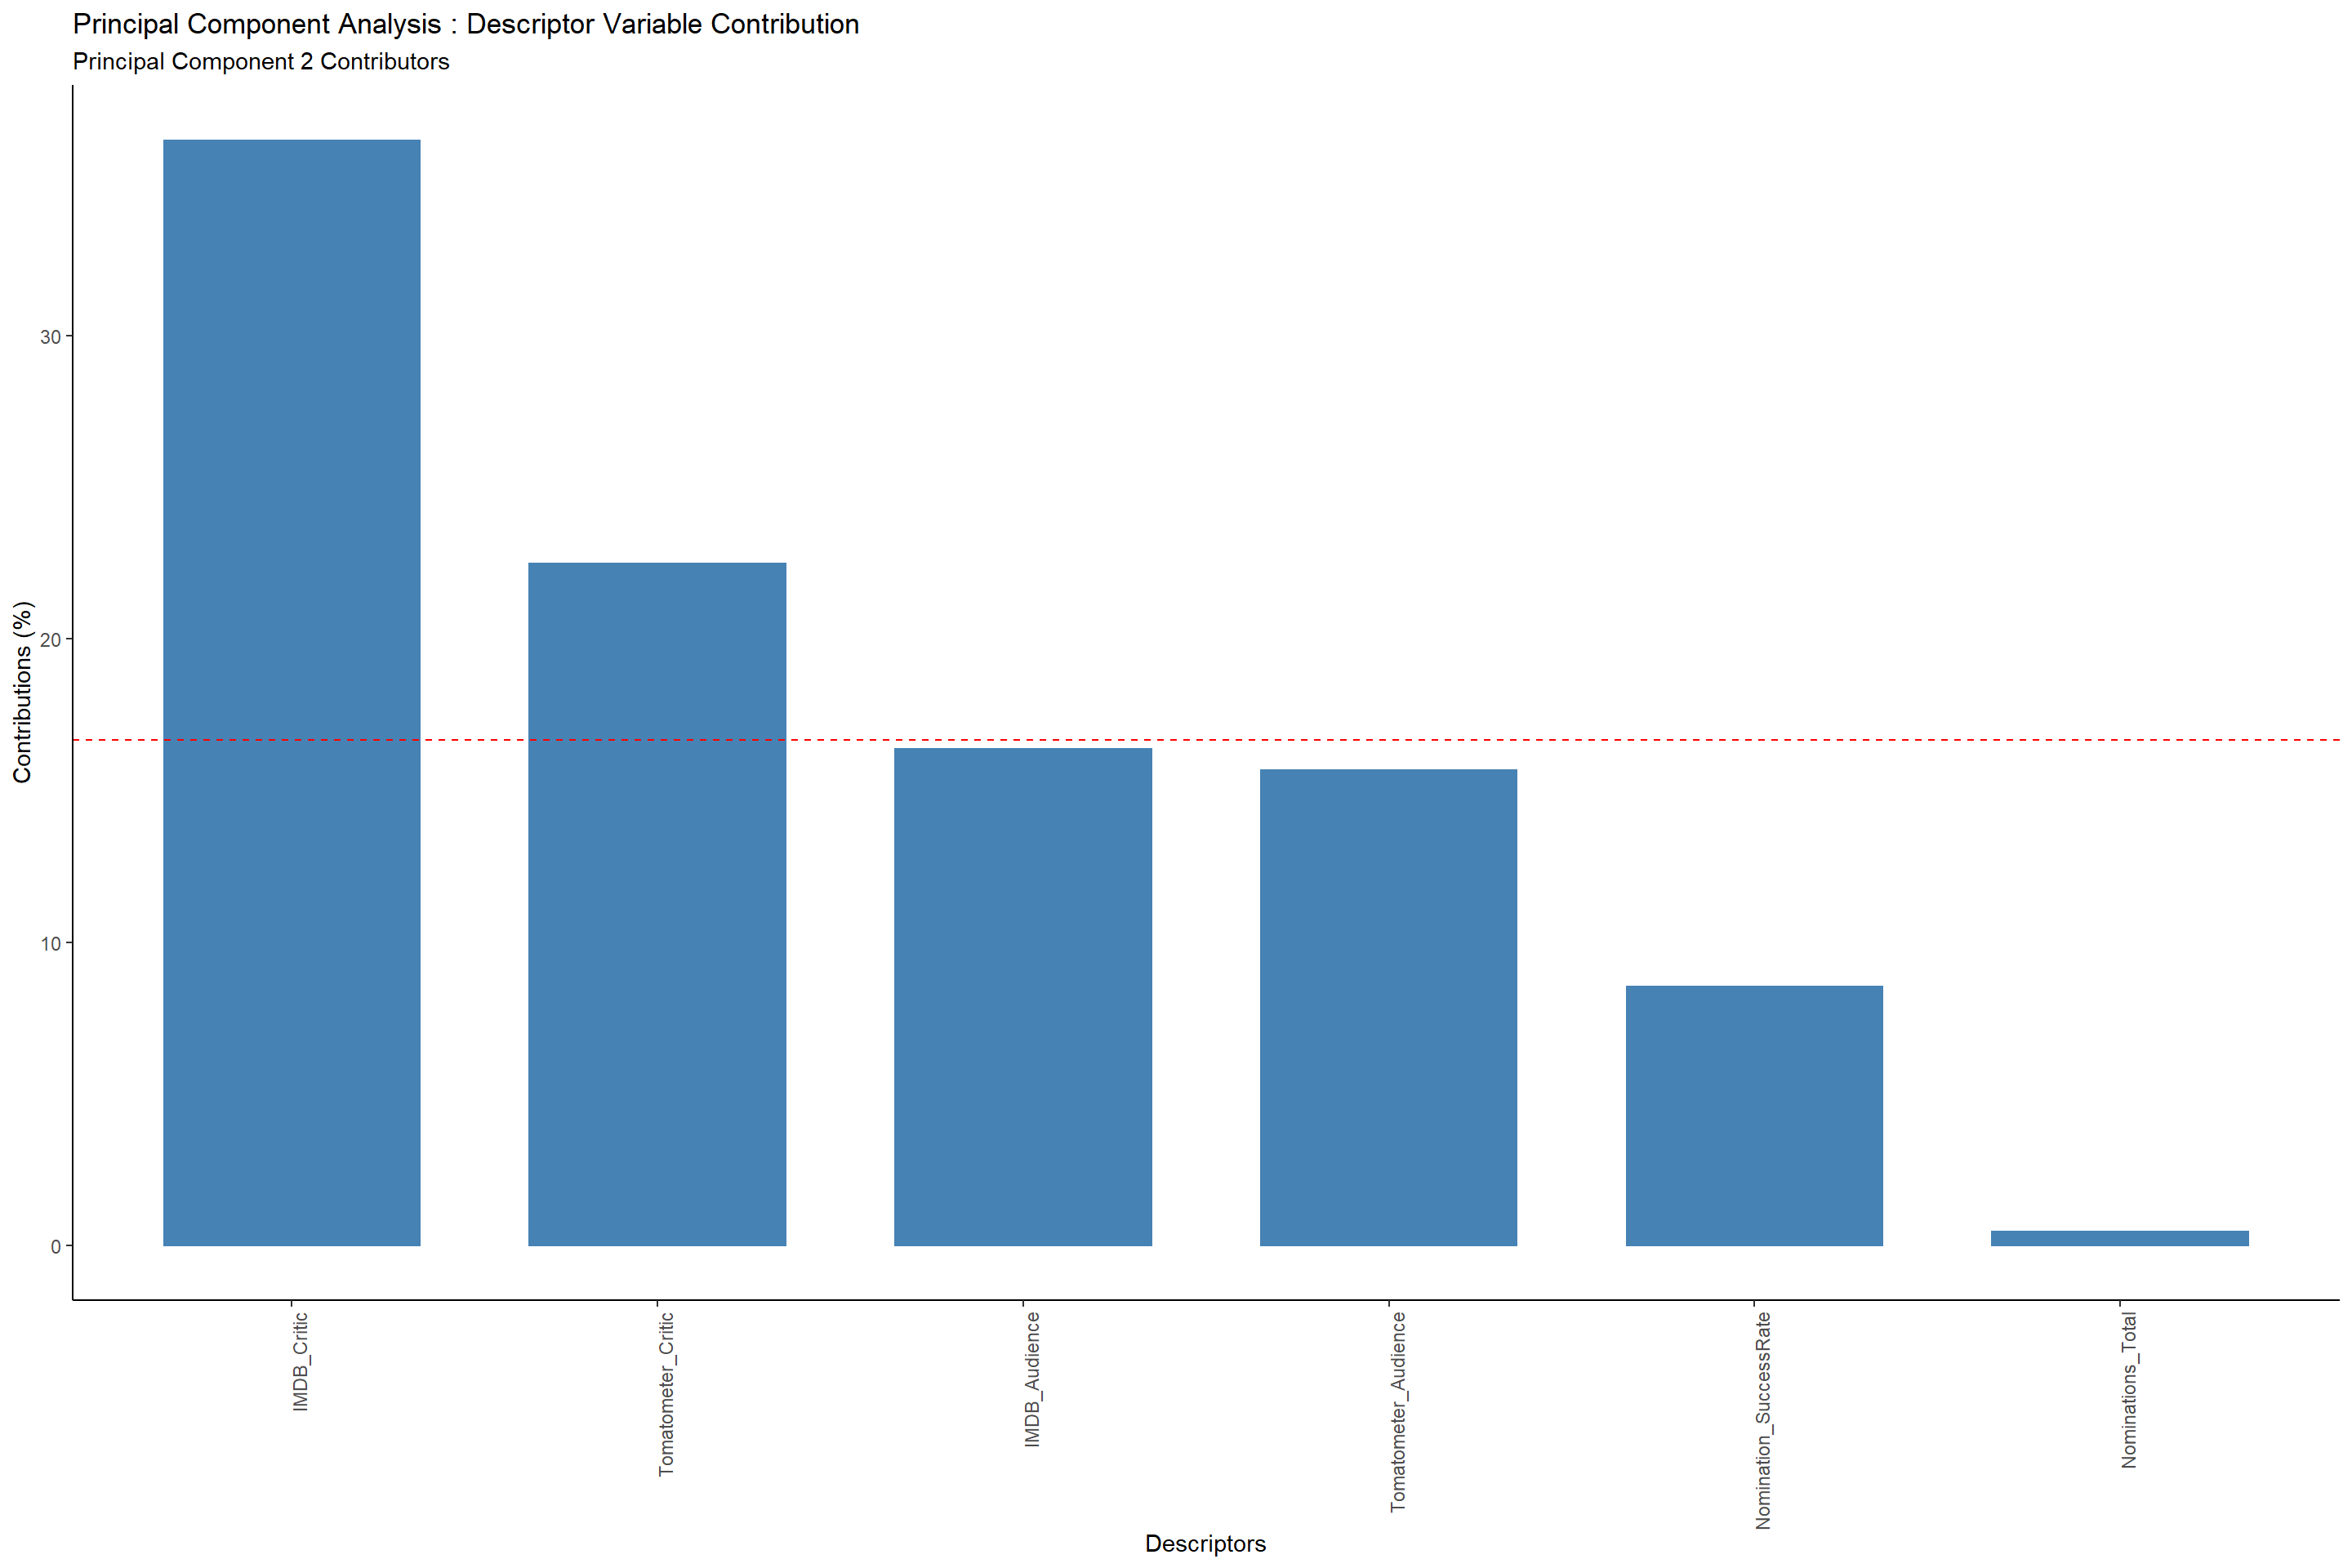 Principal Component Analysis : Descriptor Variable Contribution
Principal Component 2 Contributors
Contributions (%)
30
20
10
0
IMDB_Critic
Tomatometer_Critic
IMDB_Audience
Tomatometer_Audience
Nomination_SuccessRate
Nominations_Total
Descriptors